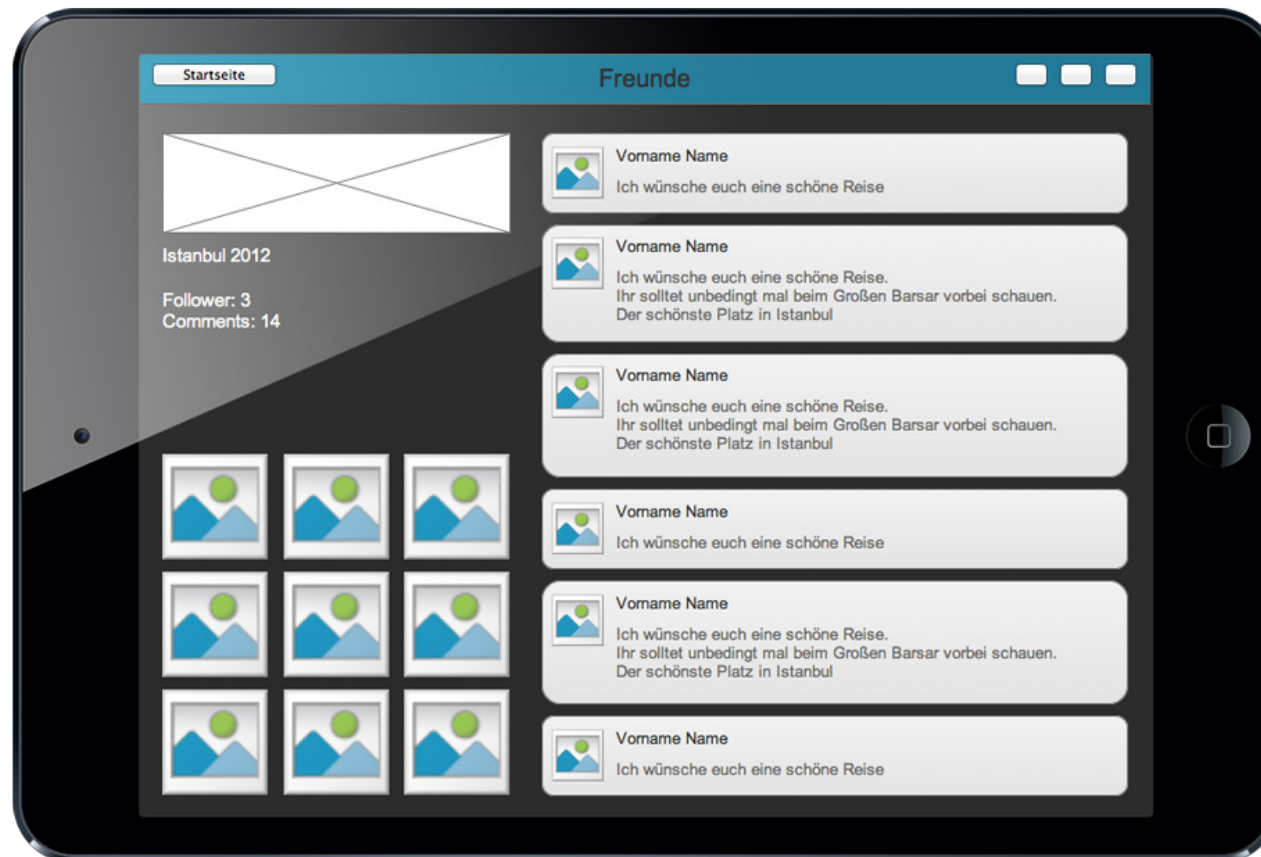 Startseite
Freunde
Istanbul 2012
Follower: 3
Comments: 14
Vorname Name
Ich wünsche euch eine schöne Reise
Vorname Name
Ich wünsche euch eine schöne Reise.
Ihr solltet unbedingt mal beim Großen Barsar vorbei schauen.
Der schönste Platz in Istanbul
Vorname Name
Ich wünsche euch eine schöne Reise.
Ihr solltet unbedingt mal beim Großen Barsar vorbei schauen.
Der schönste Platz in Istanbul
Vorname Name
Ich wünsche euch eine schöne Reise
Vorname Name
Ich wünsche euch eine schöne Reise.
Ihr solltet unbedingt mal beim Großen Barsar vorbei schauen.
Der schönste Platz in Istanbul
Vorname Name
Ich wünsche euch eine schöne Reise